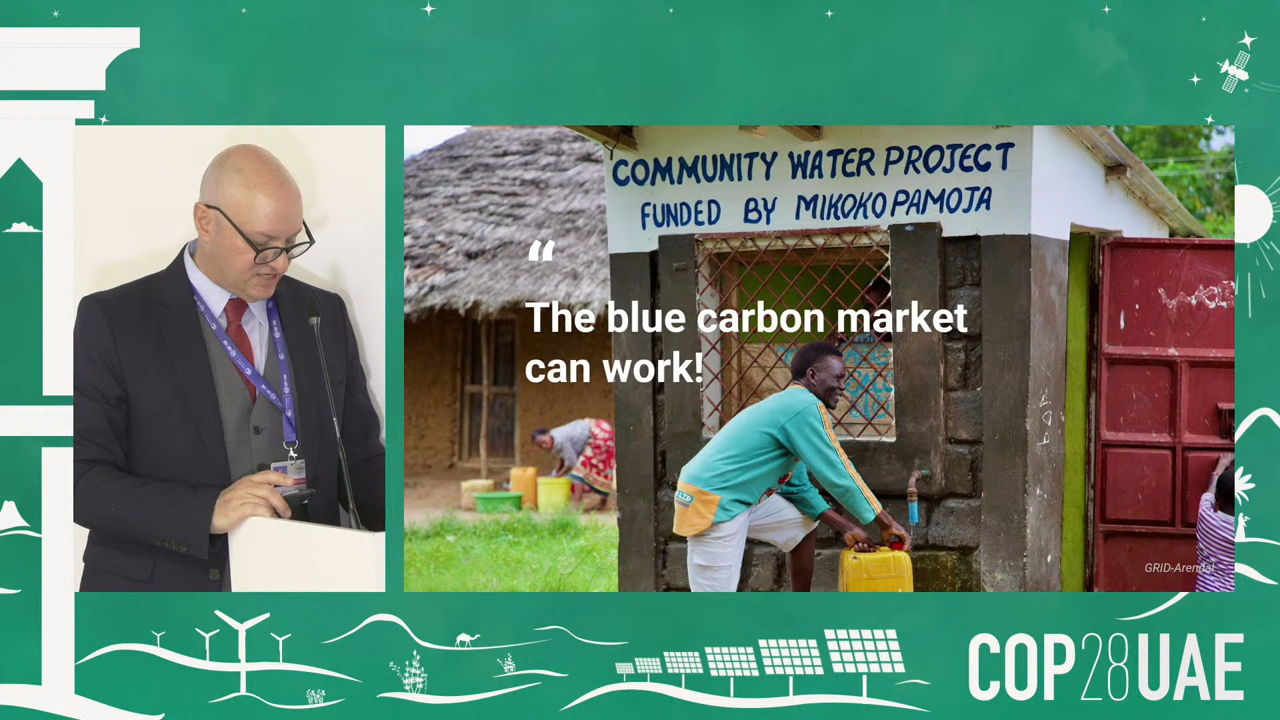 COMMUNITY WATER PROJECT
FUNDED BY MIKOKO PAMOJA
“
The blue carbon market
can work!
GRID-Arendal
COP28UAE